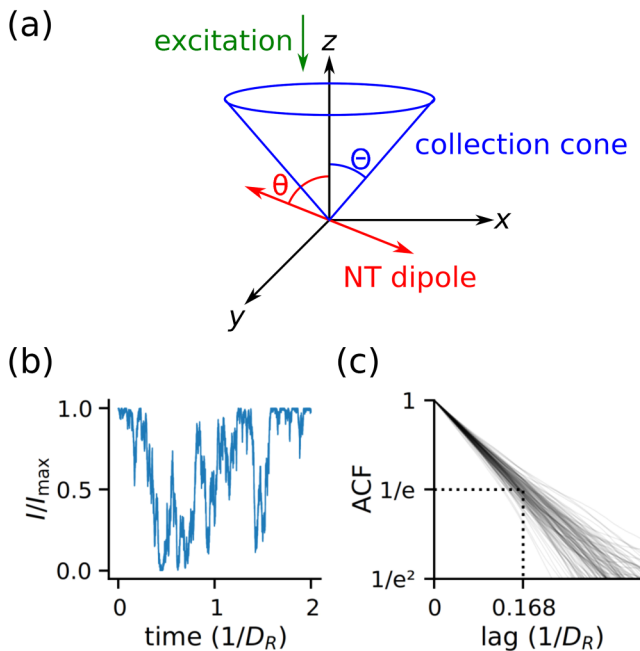 (a)
excitation
z
Θ
collection cone
θ
x
NT dipole
y
(b)
(c)
1.0
0.5
0.0
I/Imax
0
1
2
time (1/DR)
1
1/e
1/e²
ACF
0
0.168
lag (1/DR)